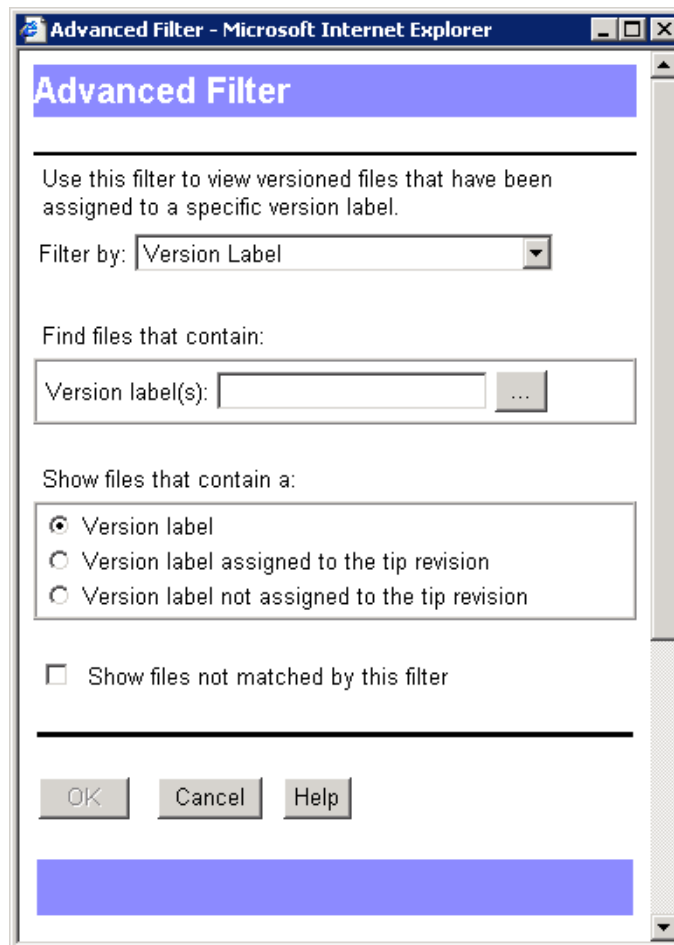 Advanced Filter - Microsoft Internet Explorer
Advanced Filter
Use this filter to view versioned files that have been
assigned to a specific version label.
Filter by: Version Label
Find files that contain:
Version label(s): ...
Show files that contain a:
Version label
Version label assigned to the tip revision
Version label not assigned to the tip revision
Show files not matched by this filter
OK Cancel Help